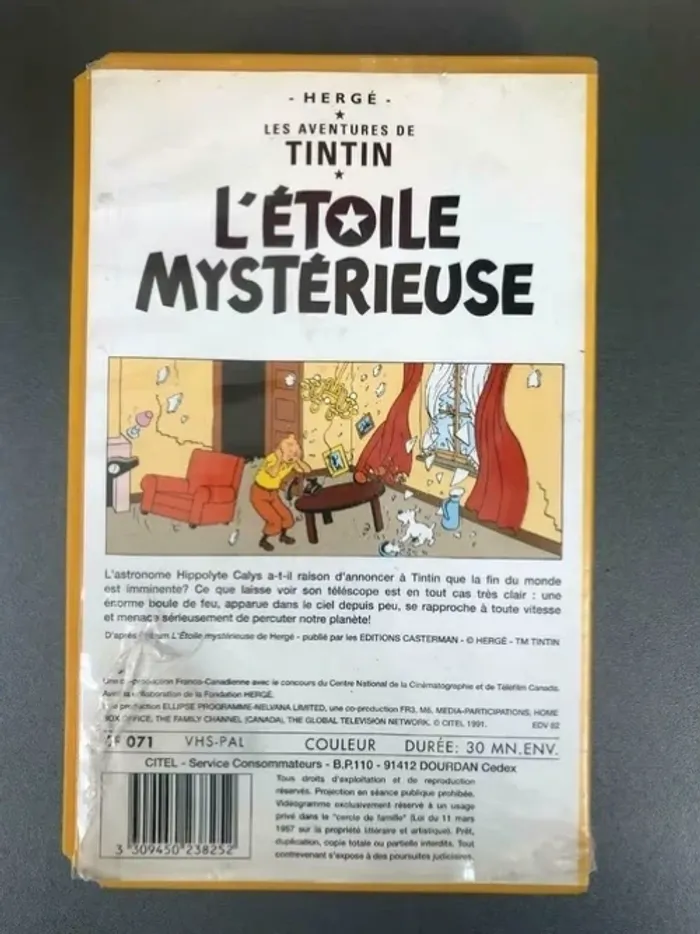 - HERGÉ -
LES AVENTURES DE
TINTIN
L'ÉTOILE
MYSTÉRIEUSE
L'astronome Hippolyte Calys a-t-il raison d'annoncer à Tintin que la fin du monde
est imminente? Ce que laisse voir son téléscope est en tout cas très clair : une
énorme boule de feu, apparue dans le ciel depuis peu, se rapproche à toute vitesse
et menace sérieusement de percuter notre planète!
D'après L'Étoile mystérieuse de Hergé - publié par les EDITIONS CASTERMAN - © HERGÉ - TM TINTIN
Franco-Canadienne avec le concours du Centre National de la Cinématographie et de Téléfilm Canada.
de la Fondation HERGÉ.
ELLIPSE PROGRAMME-NELVANA LIMITED, une co-production FR3, M6, MEDIA-PARTICIPATIONS, HOME
BOX OFFICE, THE FAMILY CHANNEL (CANADA), THE GLOBAL TELEVISION NETWORK. © CITEL 1991.
EDV 82
071 VHS-PAL COULEUR DURÉE: 30 MN.ENV.
CITEL - Service Consommateurs - B.P.110 - 91412 DOURDAN Cedex
Tous droits d'exploitation et de reproduction
réservés. Projection en séance publique prohibée.
Vidéogramme exclusivement réservé à un usage
privé dans le "cercle de famille" (Loi du 11 mars
1957 sur la propriété littéraire et artistique). Prêt,
duplication, copie totale ou partielle interdits. Tout
contrevenant s'expose à des poursuites judiciaires.
3 309450 238252